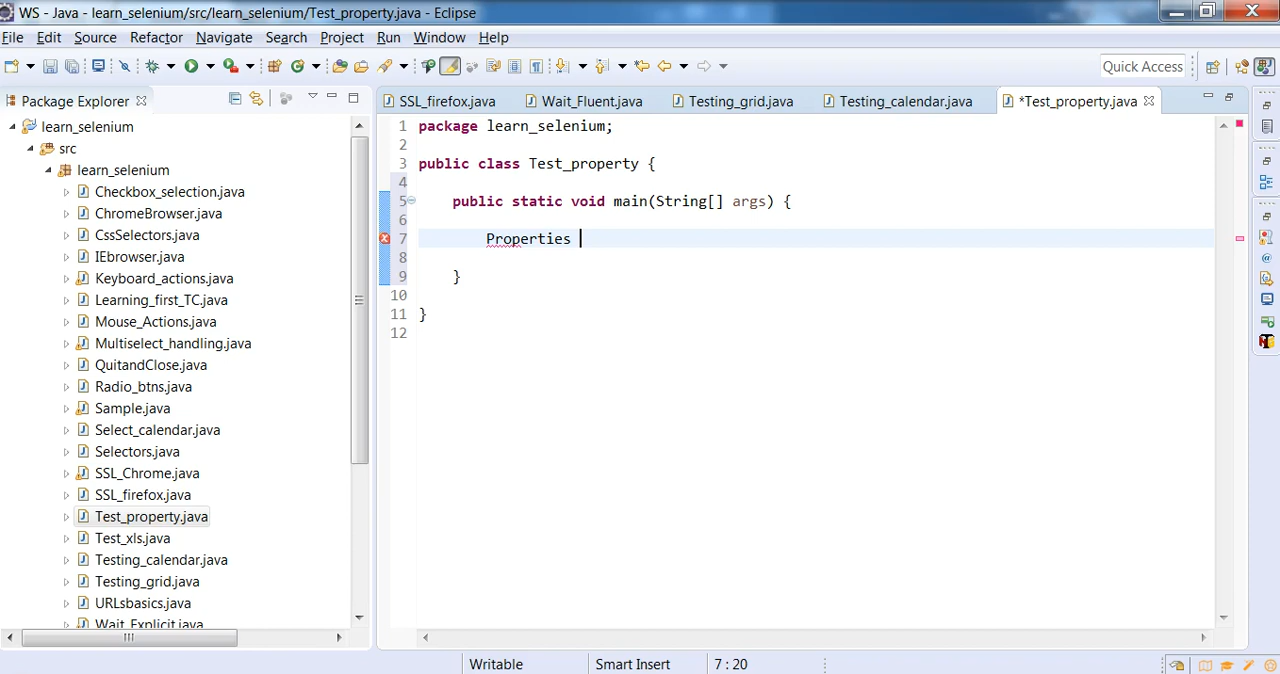 WS - Java - learn_selenium/src/learn_selenium/Test_property.java - Eclipse
File Edit Source Refactor Navigate Search Project Run Window Help
Quick Access
Package Explorer
SSL_firefox.java Wait_Fluent.java Testing_grid.java Testing_calendar.java *Test_property.java
learn_selenium
src
learn_selenium
Checkbox_selection.java
ChromeBrowser.java
CssSelectors.java
IEbrowser.java
Keyboard_actions.java
Learning_first_TC.java
Mouse_Actions.java
Multiselect_handling.java
QuitandClose.java
Radio_btns.java
Sample.java
Select_calendar.java
Selectors.java
SSL_Chrome.java
SSL_firefox.java
Test_property.java
Test_xls.java
Testing_calendar.java
Testing_grid.java
URLsbasics.java
Wait_Explicit.java
1 package learn_selenium;
2
3 public class Test_property {
4
5 public static void main(String[] args) {
6
7 Properties
8
9 }
10
11 }
12
Writable Smart Insert 7 : 20